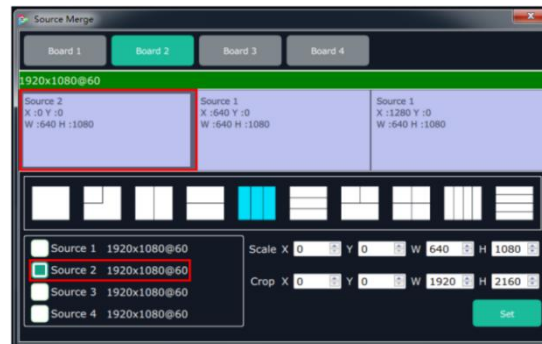 Source Merge
Board 1 Board 2 Board 3 Board 4
1920x1080@60
Source 2 Source 1 Source 1
X :0 Y :0 X :640 Y :0 X :1280 Y :0
W :640 H :1080 W :640 H :1080 W :640 H :1080
Source 1 1920x1080@60 Scale X 0 Y 0 W 640 H 1080
Source 2 1920x1080@60
Crop X 0 Y 0 W 1920 H 2160
Source 3 1920x1080@60
Source 4 1920x1080@60 Set